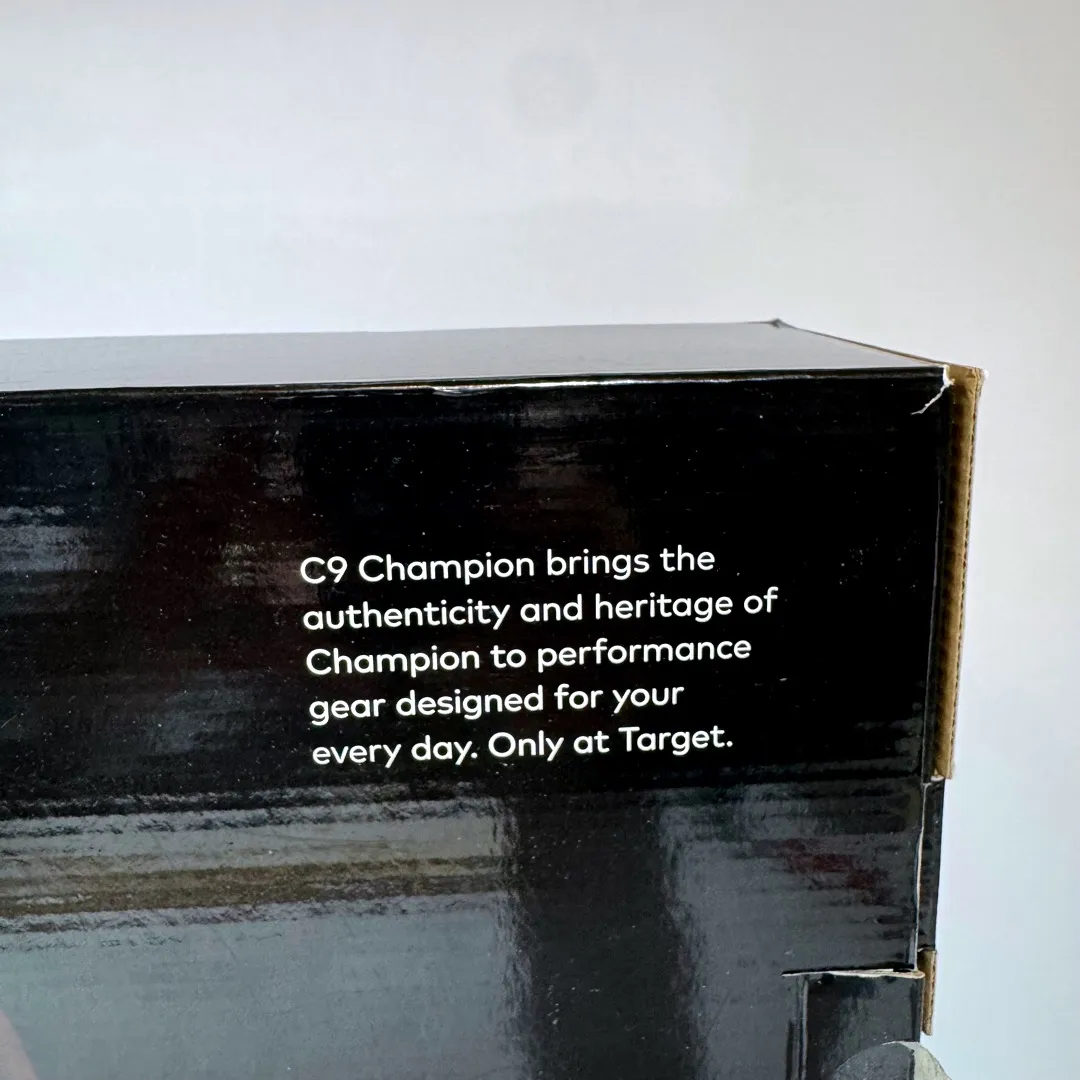 C9 Champion brings the
authenticity and heritage of
Champion to performance
gear designed for your
every day. Only at Target.